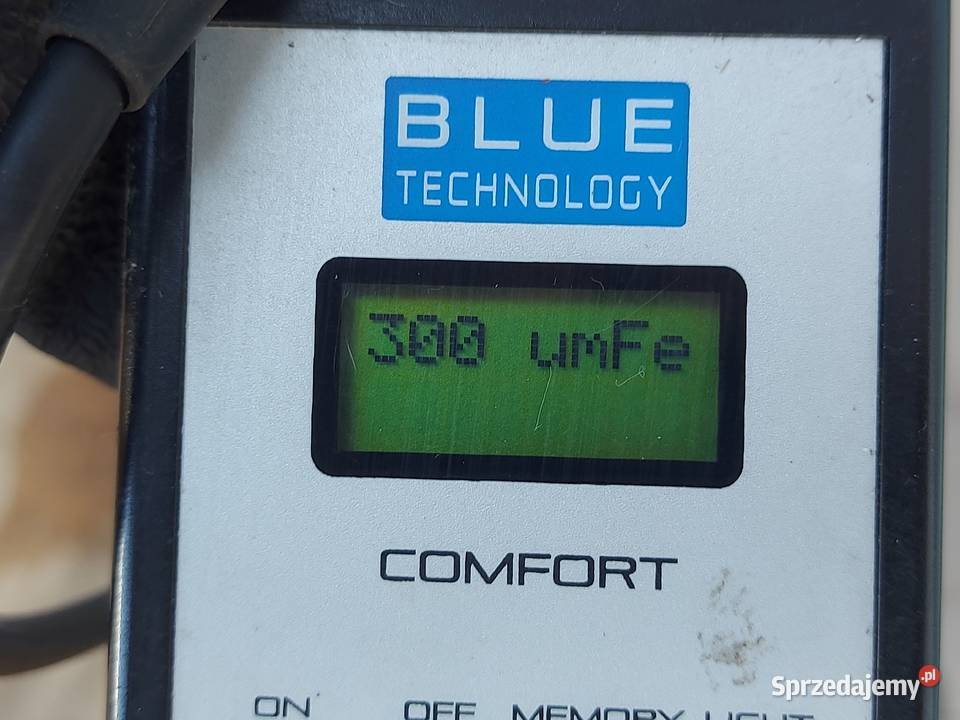 BLUE
TECHNOLOGY
300 umFe
COMFORT
ON OFF MEMORY LIGHT
Sprzedajemy.pl